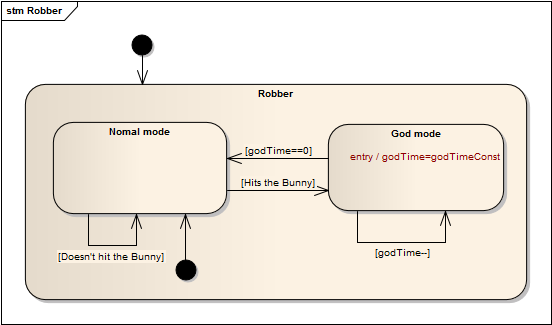 stm Robber
Robber
Nomal mode
God mode
[godTime==0]
entry / godTime=godTimeConst
[Hits the Bunny]
[Doesn't hit the Bunny]
[godTime--]